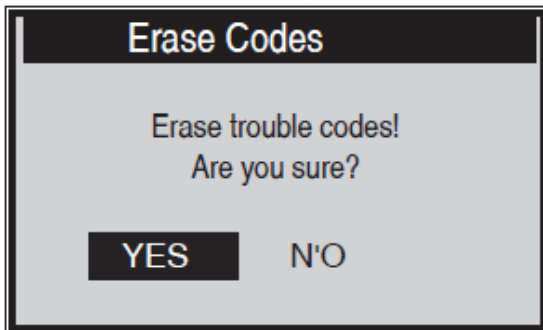 Erase Codes
Erase trouble codes!
Are you sure?
YES N'O